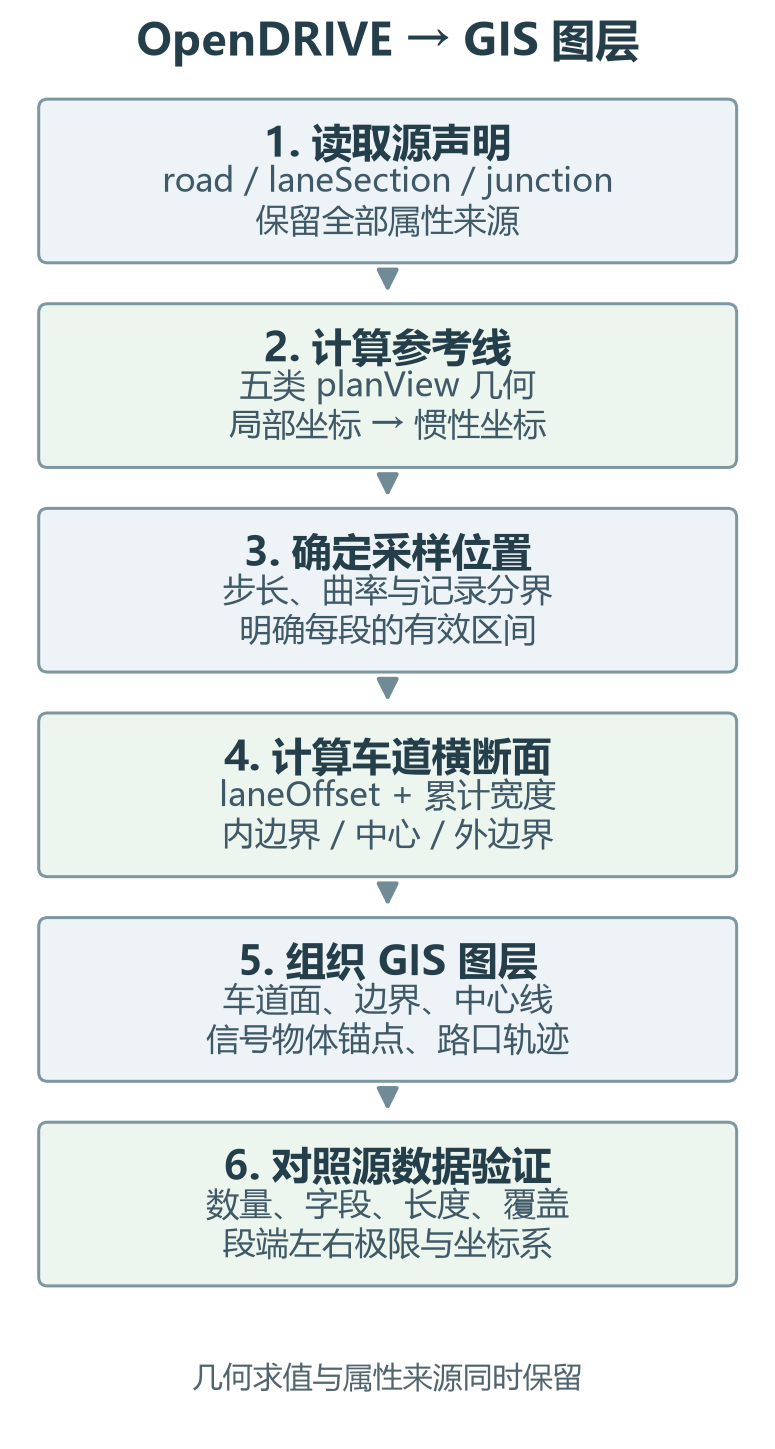 OpenDRIVE → GIS 图层
1. 读取源声明
road / laneSection / junction
保留全部属性来源
2. 计算参考线
五类 planView 几何
局部坐标 → 惯性坐标
3. 确定采样位置
步长、曲率与记录分界
明确每段的有效区间
4. 计算车道横断面
laneOffset + 累计宽度
内边界 / 中心 / 外边界
5. 组织 GIS 图层
车道面、边界、中心线
信号物体锚点、路口轨迹
6. 对照源数据验证
数量、字段、长度、覆盖
段端左右极限与坐标系
几何求值与属性来源同时保留